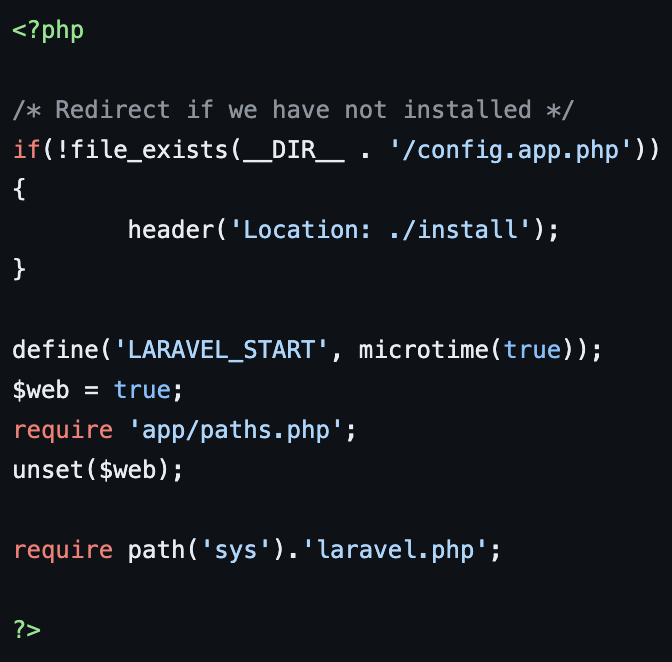 <?php
/* Redirect if we have not installed */
if(!file_exists(__DIR__ . '/config.app.php'))
{
        header('Location: ./install');
}
define('LARAVEL_START', microtime(true));
$web = true;
require 'app/paths.php';
unset($web);
require path('sys').'laravel.php';
?>